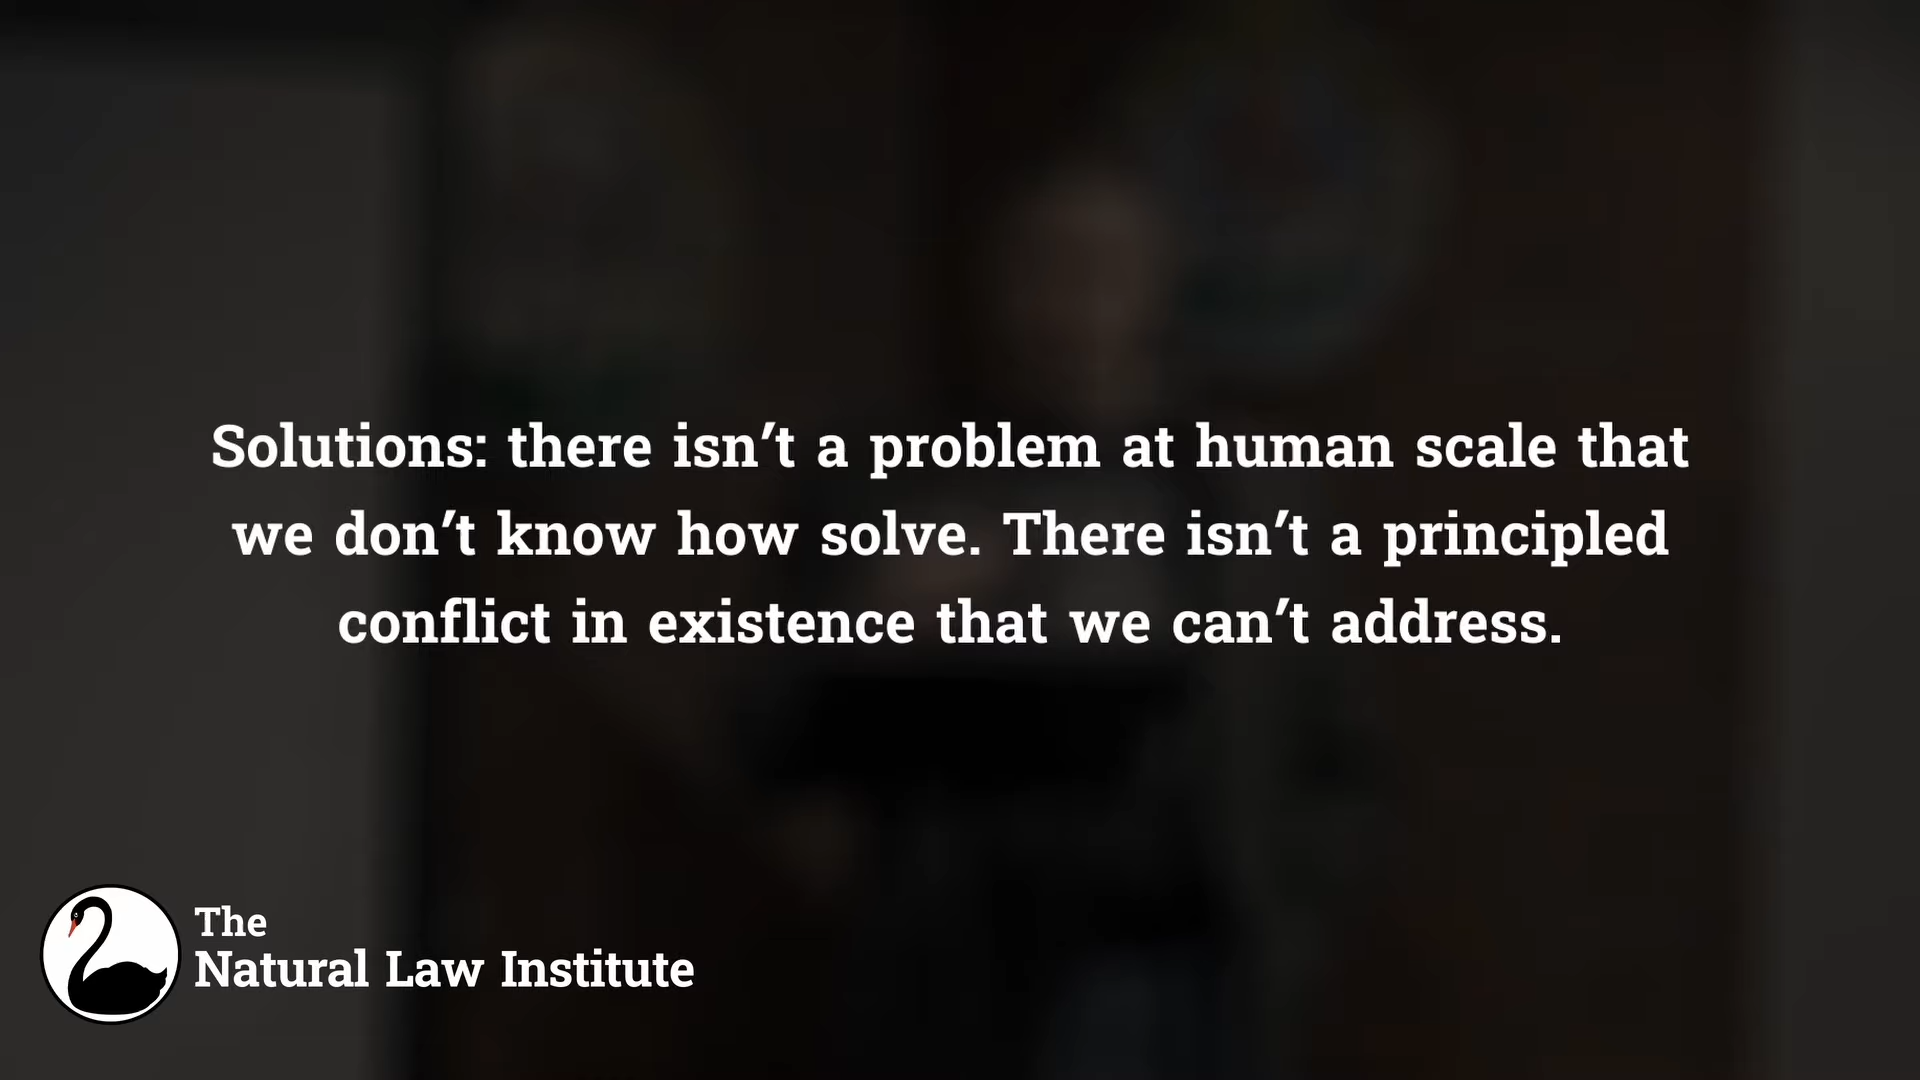 Solutions: there isn’t a problem at human scale that
we don’t know how solve. There isn’t a principled
conflict in existence that we can’t address.
The
Natural Law Institute